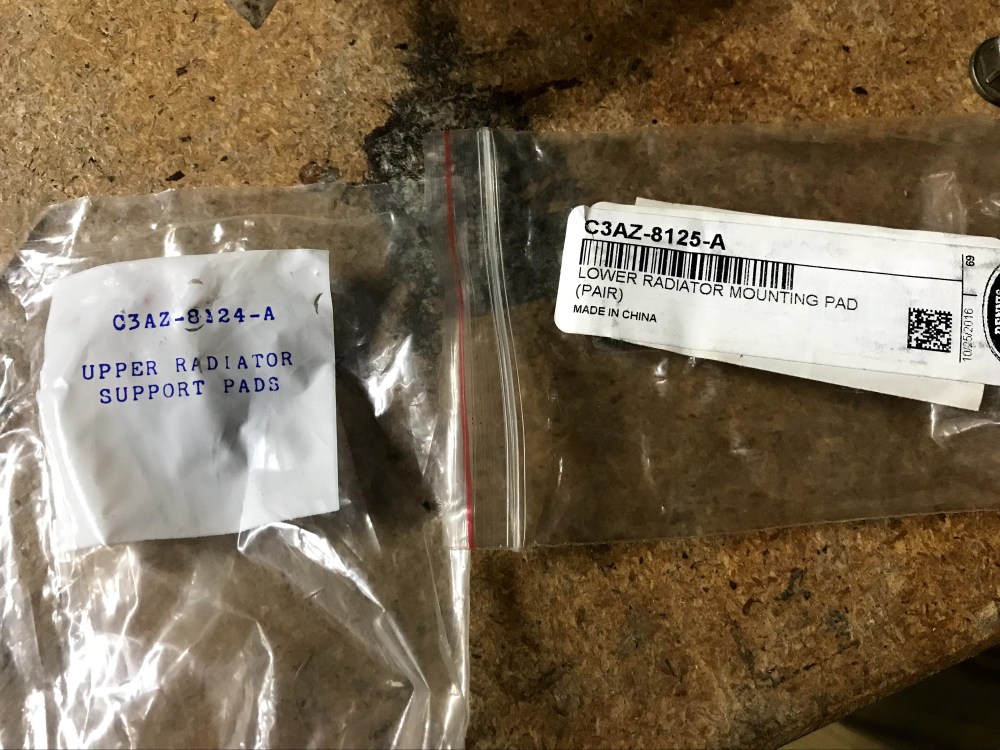 C3AZ-8124-A
UPPER RADIATOR
SUPPORT PADS
C3AZ-8125-A
LOWER RADIATOR MOUNTING PAD
(PAIR)
MADE IN CHINA
69
10/25/2016